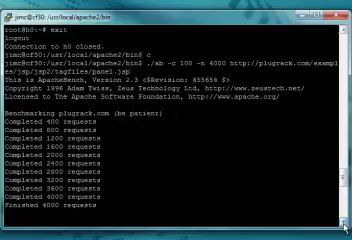 jimc@cf30: /usr/local/apache2/bin
root@h0:~# exit
logout
Connection to h0 closed.
jimc@cf30:/usr/local/apache2/bin$ c
jimc@cf30:/usr/local/apache2/bin$ ./ab -c 100 -n 4000 http://plugrack.com/exampl
es/jsp/jsp2/tagfiles/panel.jsp
This is ApacheBench, Version 2.3 <$Revision: 655654 $>
Copyright 1996 Adam Twiss, Zeus Technology Ltd, http://www.zeustech.net/
Licensed to The Apache Software Foundation, http://www.apache.org/
Benchmarking plugrack.com (be patient)
Completed 400 requests
Completed 800 requests
Completed 1200 requests
Completed 1600 requests
Completed 2000 requests
Completed 2400 requests
Completed 2800 requests
Completed 3200 requests
Completed 3600 requests
Completed 4000 requests
Finished 4000 requests